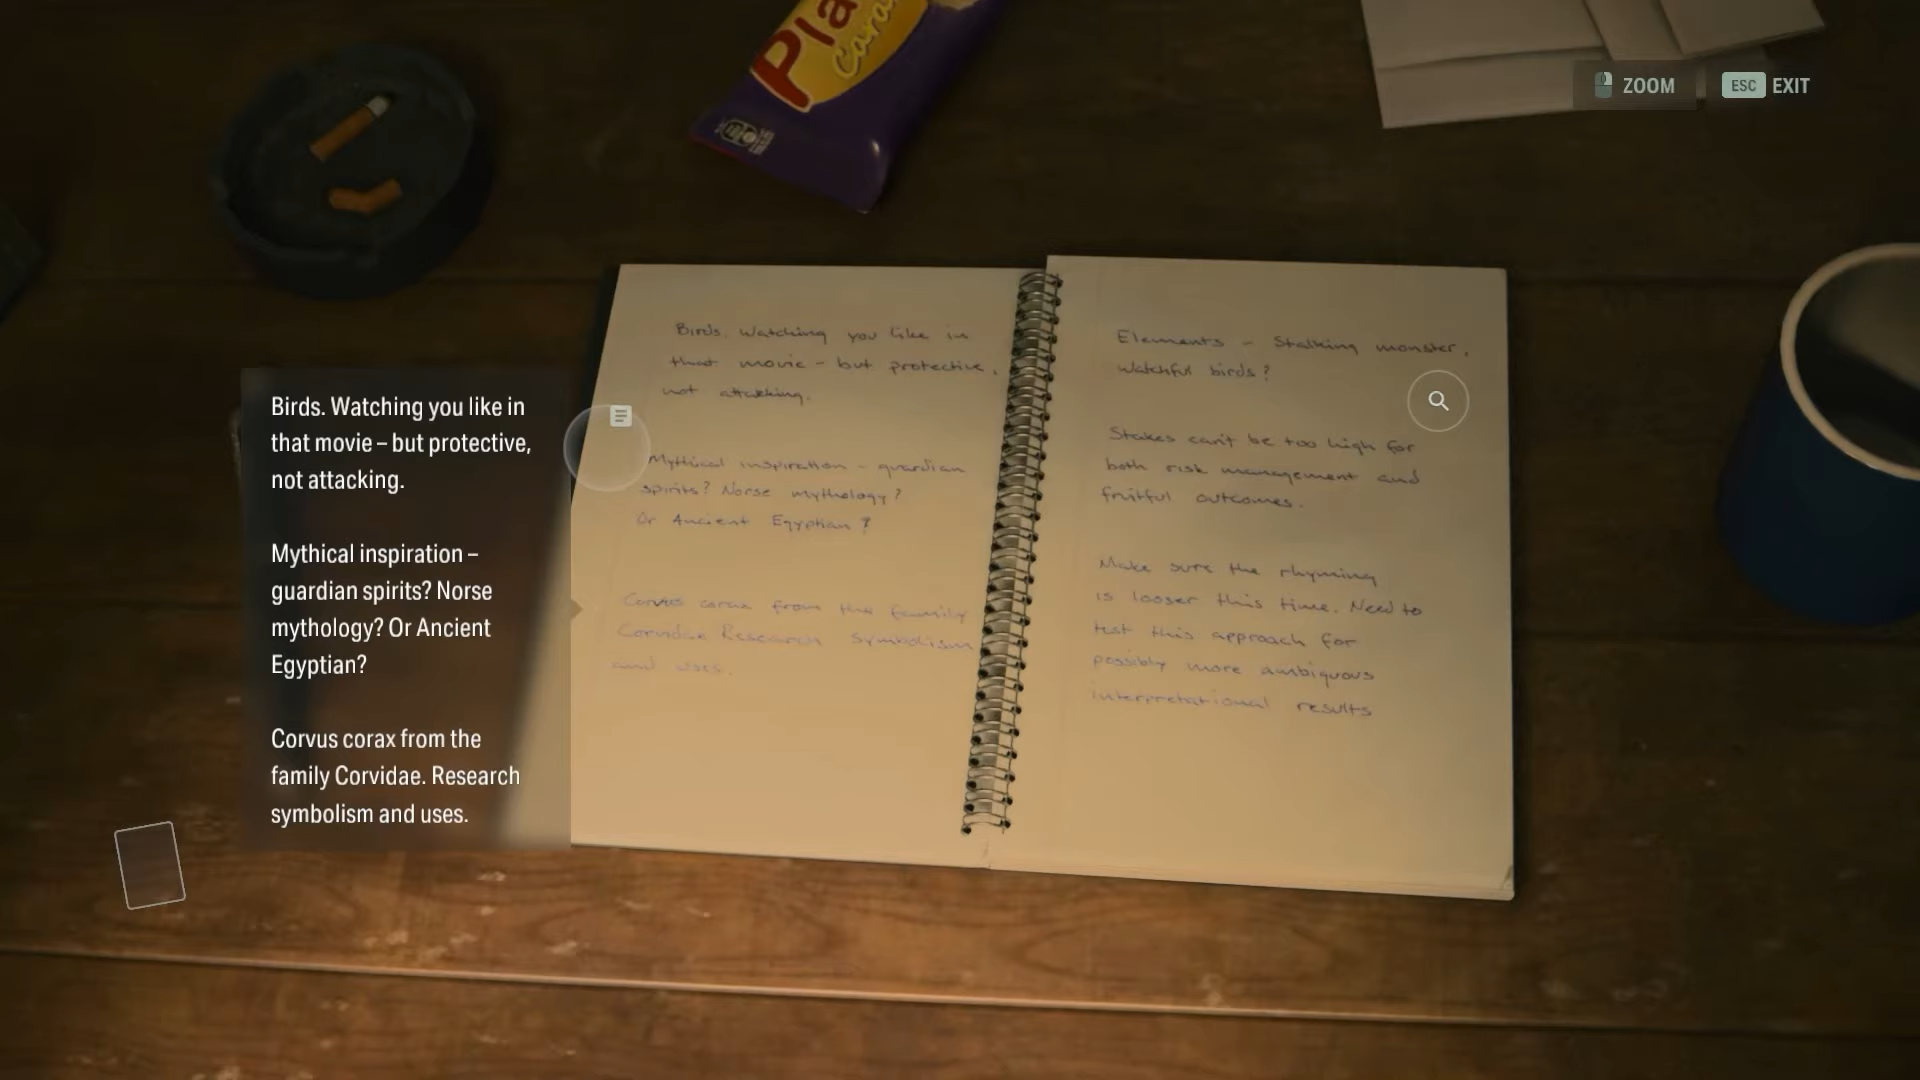 Pla
Cara
ZOOM
ESC EXIT
Birds. Watching you like in
that movie – but protective,
not attacking.
Mythical inspiration –
guardian spirits? Norse
mythology? Or Ancient
Egyptian?
Corvus corax from the
family Corvidae. Research
symbolism and uses.
Birds. Watching you like in
that movie - but protective,
not attacking.
Mythical inspiration - guardian
spirits? Norse mythology?
Or Ancient Egyptian?
Corvus corax from the family
Corvidae Research symbolism
and uses.
Elements - Stalking monster,
watchful birds?
Stakes can't be too high for
both risk management and
fruitful outcomes.
Make sure the rhyming
is looser this time. Need to
test this approach for
possibly more ambiguous
interpretational results